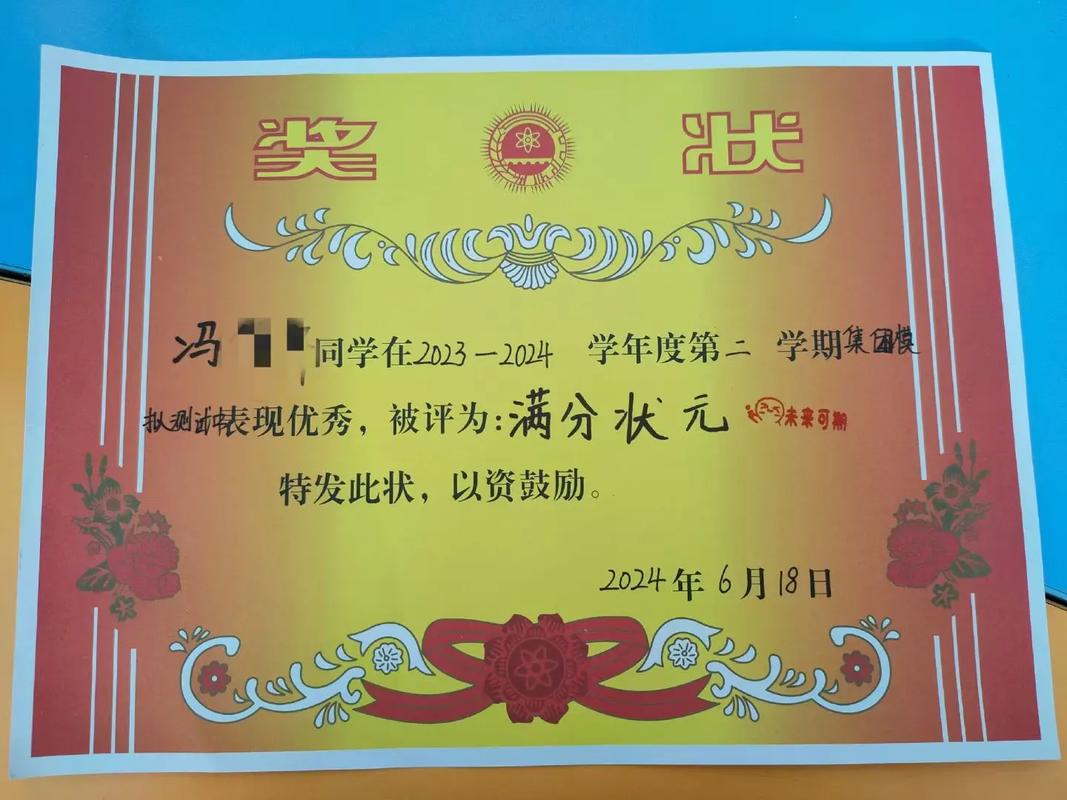 奖 状
冯 同学在2023-2024 学年度第二 学期集团模
拟测试中表现优秀，被评为:满分状元 未来可期
特发此状，以资鼓励。
2024年6月18日